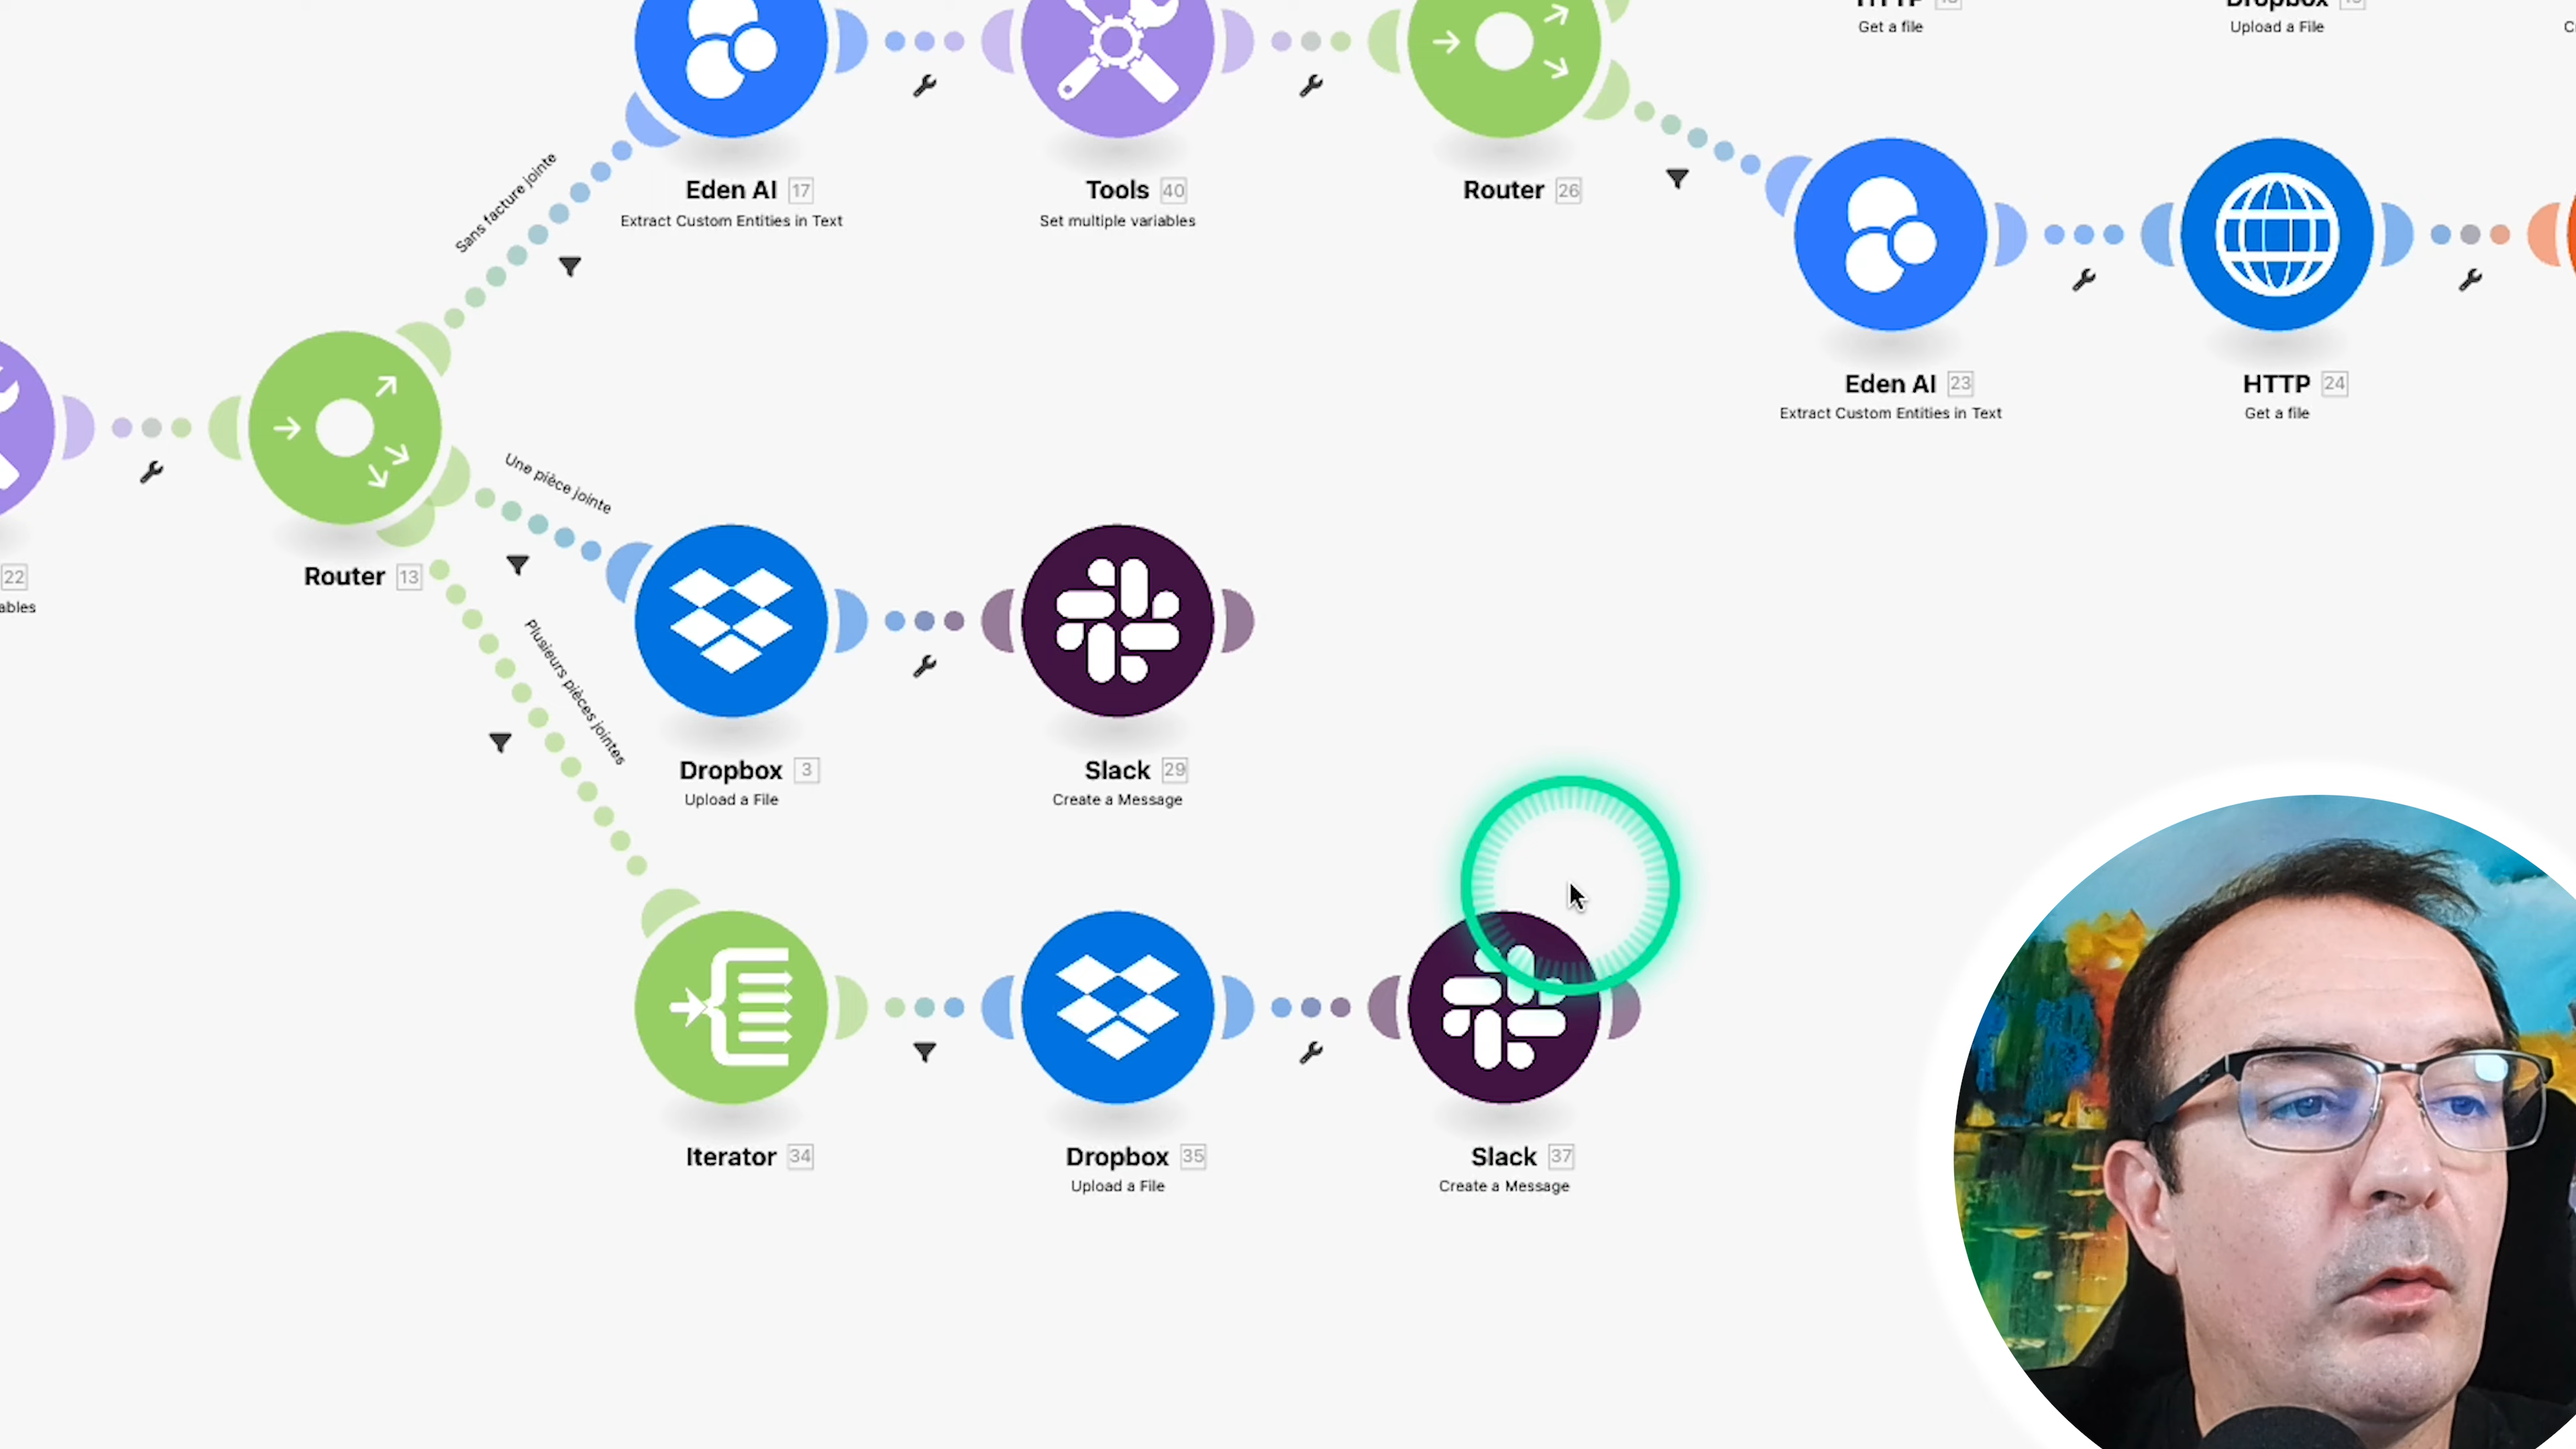 Get a file
Upload a File
Sans facture jointe
Eden AI 17
Extract Custom Entities in Text
Tools 40
Set multiple variables
Router 26
Eden AI 23
Extract Custom Entities in Text
HTTP 24
Get a file
Une pièce jointe
22
ables
Router 13
Plusieurs pièces jointes
Dropbox 3
Upload a File
Slack 29
Create a Message
Iterator 34
Dropbox 35
Upload a File
Slack 37
Create a Message